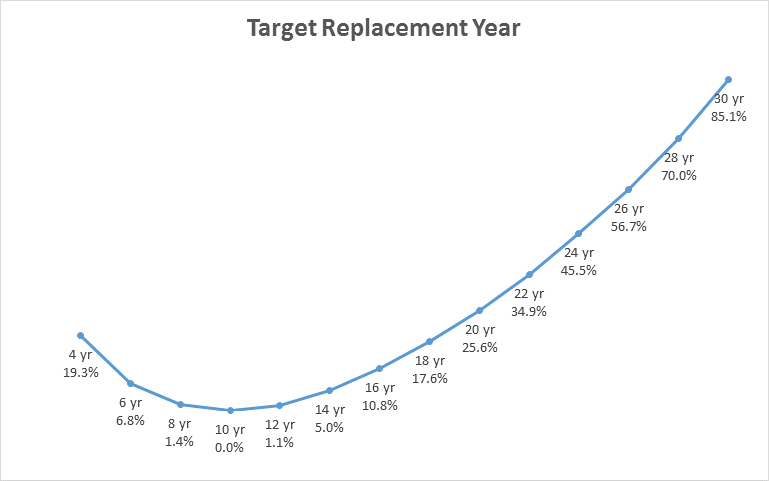 Target Replacement Year
4 yr
19.3%
6 yr
6.8%
8 yr
1.4%
10 yr
0.0%
12 yr
1.1%
14 yr
5.0%
16 yr
10.8%
18 yr
17.6%
20 yr
25.6%
22 yr
34.9%
24 yr
45.5%
26 yr
56.7%
28 yr
70.0%
30 yr
85.1%